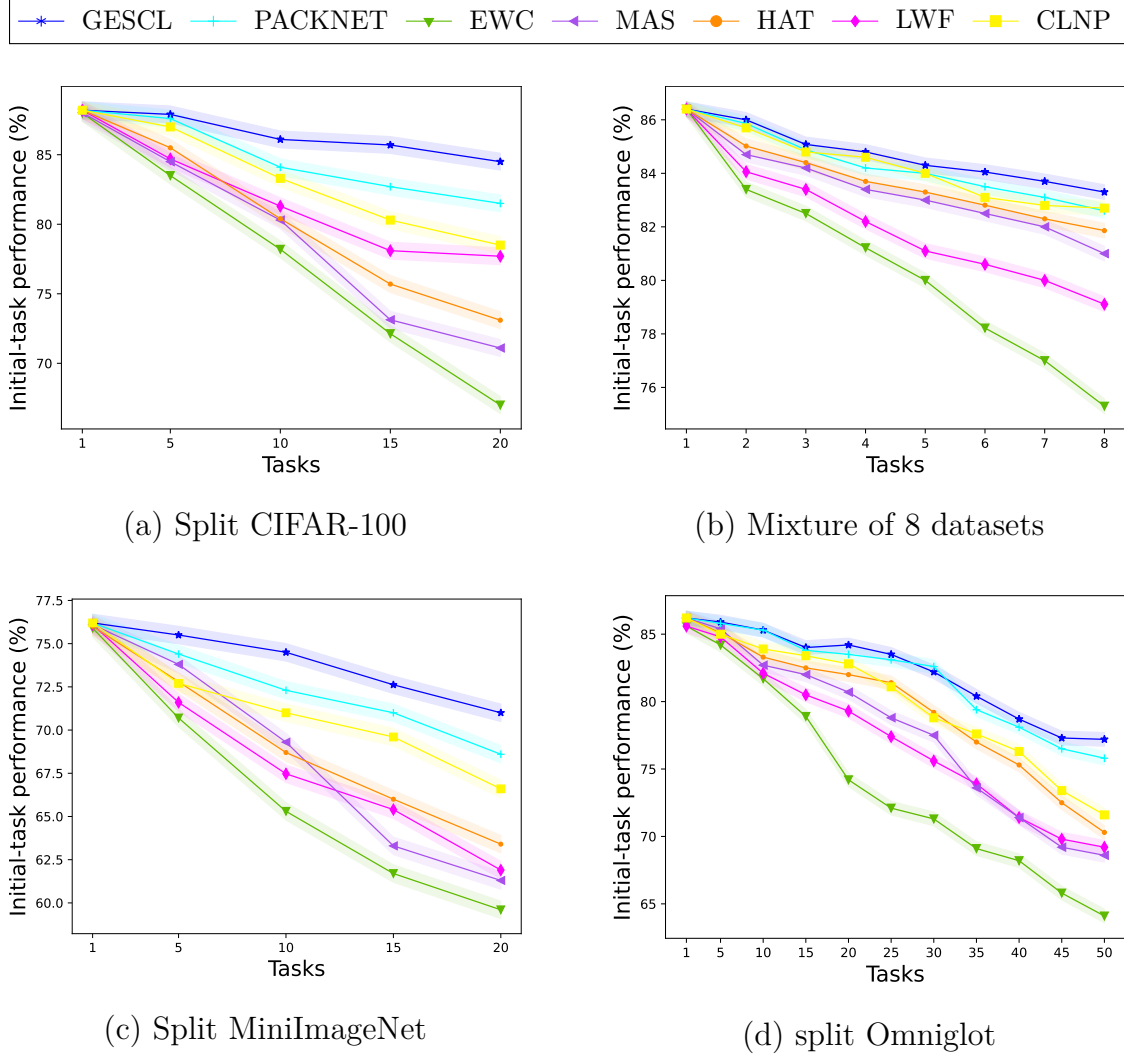 GESCL PACKNET EWC MAS HAT LWF CLNP
Initial-task performance (%)
85
80
75
70
1 5 10 15 20
Tasks
(a) Split CIFAR-100
Initial-task performance (%)
86
84
82
80
78
76
1 2 3 4 5 6 7 8
Tasks
(b) Mixture of 8 datasets
Initial-task performance (%)
77.5
75.0
72.5
70.0
67.5
65.0
62.5
60.0
1 5 10 15 20
Tasks
(c) Split MiniImageNet
Initial-task performance (%)
85
80
75
70
65
1 5 10 15 20 25 30 35 40 45 50
Tasks
(d) split Omniglot